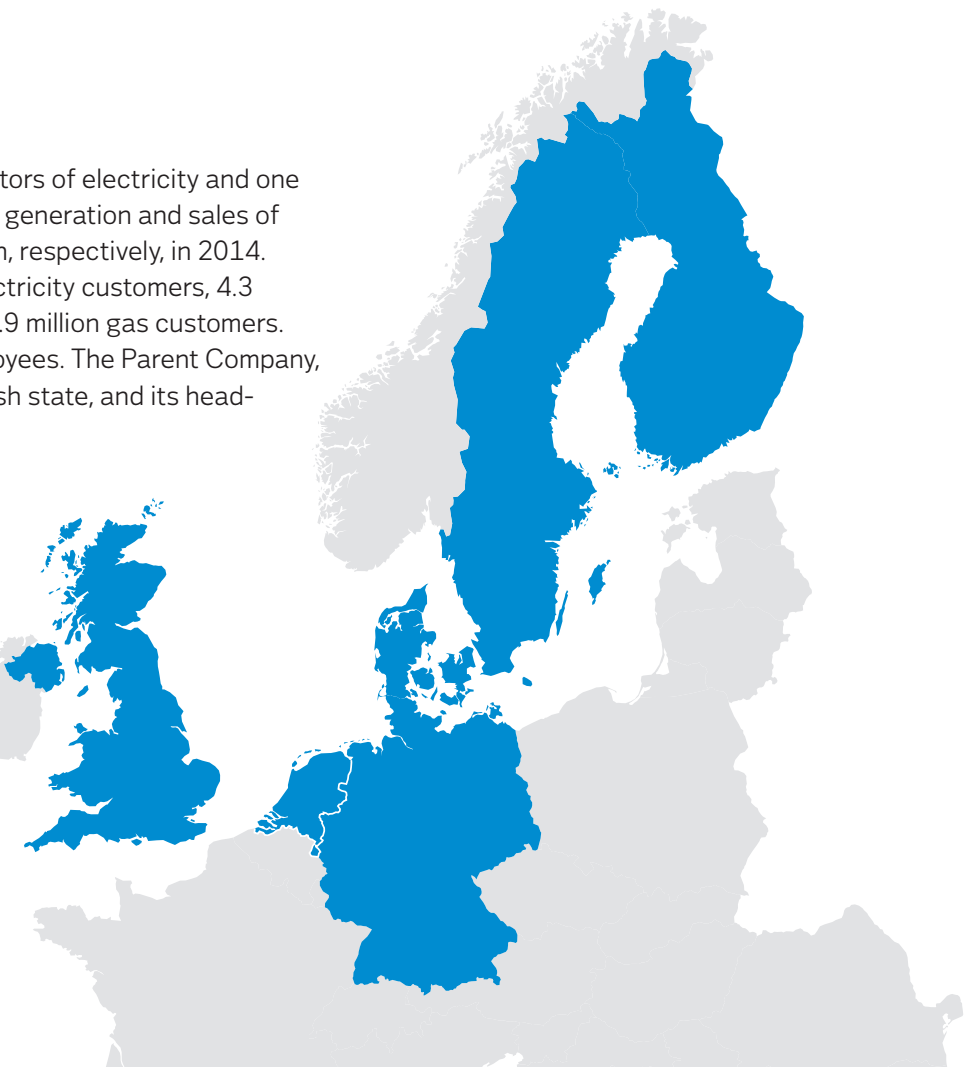 tors of electricity and one
generation and sales of
, respectively, in 2014.
ctricity customers, 4.3
.9 million gas customers.
oyees. The Parent Company,
sh state, and its head-